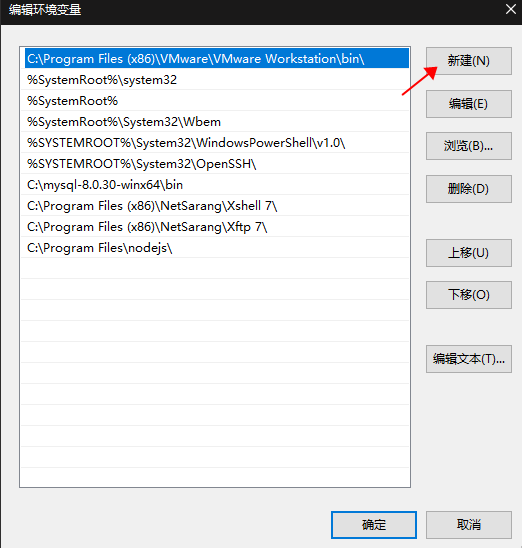 编辑环境变量
C:\Program Files (x86)\VMware\VMware Workstation\bin\
%SystemRoot%\system32
%SystemRoot%
%SystemRoot%\System32\Wbem
%SYSTEMROOT%\System32\WindowsPowerShell\v1.0\
%SYSTEMROOT%\System32\OpenSSH\
C:\mysql-8.0.30-winx64\bin
C:\Program Files (x86)\NetSarang\Xshell 7\
C:\Program Files (x86)\NetSarang\Xftp 7\
C:\Program Files\nodejs\
新建(N)
编辑(E)
浏览(B)...
删除(D)
上移(U)
下移(O)
编辑文本(T)...
确定
取消